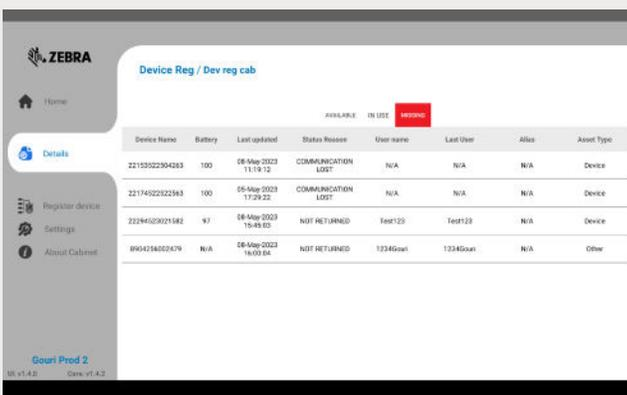 ZEBRA
Device Reg / Dev reg cab
Home
AVAILABLE IN USE MISSING
Device Name Battery Last updated Status Reason User name Last User Alias Asset Type
Details
22153522504263 100 08-May-2023 11:19:12 COMMUNICATION LOST N/A N/A N/A Device
22174522522563 100 05-May-2023 17:29:22 COMMUNICATION LOST N/A N/A N/A Device
Register device
22294523021582 97 08-May-2023 15:45:03 NOT RETURNED Test123 Test123 N/A Device
Settings
8904256002479 N/A 08-May-2023 16:00:04 NOT RETURNED 1234Gouri 1234Gouri N/A Other
About Cabinet
Gouri Prod 2
UI: v1.4.0 Core: v1.4.2